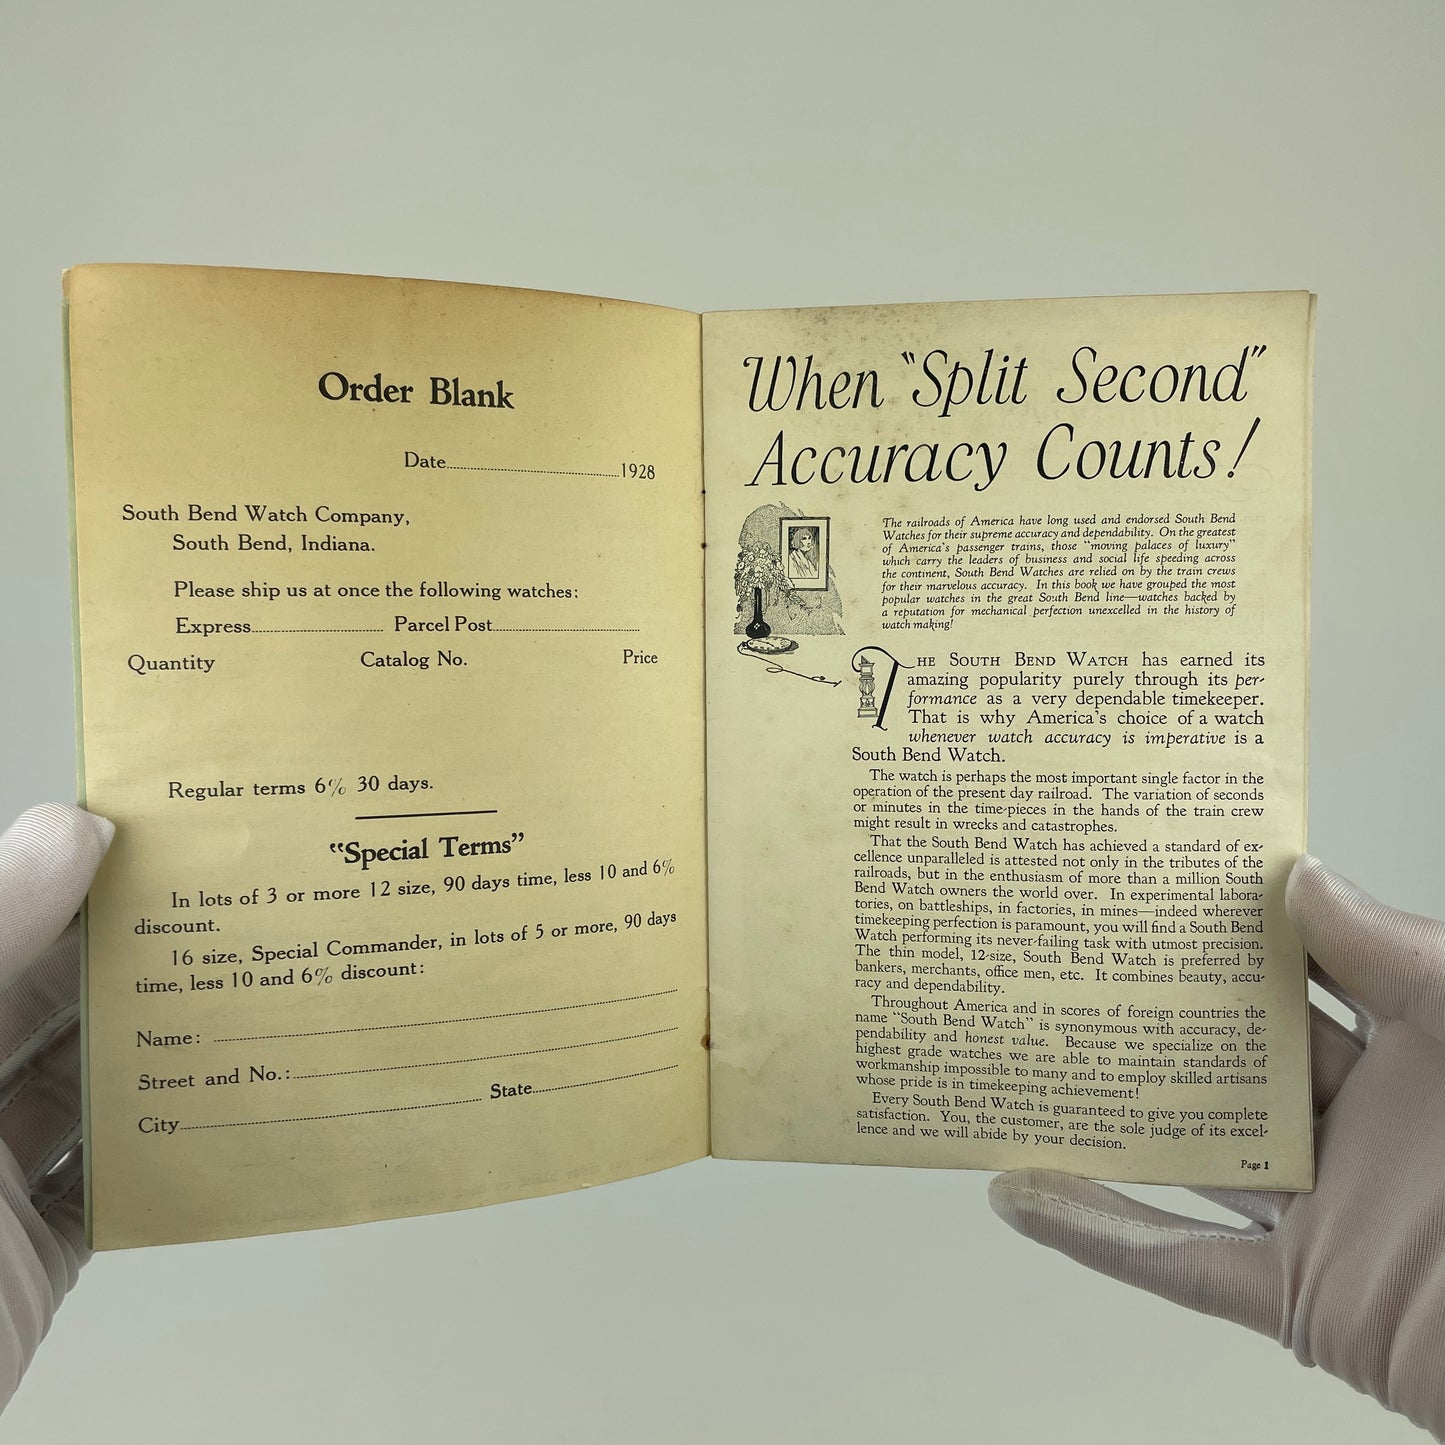 Order Blank
Date 1928
South Bend Watch Company,
South Bend, Indiana.
Please ship us at once the following watches:
Express Parcel Post
Quantity Catalog No. Price
Regular terms 6% 30 days.
"Special Terms"
In lots of 3 or more 12 size, 90 days time, less 10 and 6%
discount.
16 size, Special Commander, in lots of 5 or more, 90 days
time, less 10 and 6% discount:
Name:
Street and No.:
City State
When "Split Second"
Accuracy Counts!
The railroads of America have long used and endorsed South Bend
Watches for their supreme accuracy and dependability. On the greatest
of America's passenger trains, those "moving palaces of luxury"
which carry the leaders of business and social life speeding across
the continent, South Bend Watches are relied on by the train crews
for their marvelous accuracy. In this book we have grouped the most
popular watches in the great South Bend line—watches backed by
a reputation for mechanical perfection unexcelled in the history of
watch making!
THE SOUTH BEND WATCH has earned its
amazing popularity purely through its per-
formance as a very dependable timekeeper.
That is why America's choice of a watch
whenever watch accuracy is imperative is a
South Bend Watch.
The watch is perhaps the most important single factor in the
operation of the present day railroad. The variation of seconds
or minutes in the time-pieces in the hands of the train crew
might result in wrecks and catastrophes.
That the South Bend Watch has achieved a standard of ex-
cellence unparalleled is attested not only in the tributes of the
railroads, but in the enthusiasm of more than a million South
Bend Watch owners the world over. In experimental labora-
tories, on battleships, in factories, in mines—indeed wherever
timekeeping perfection is paramount, you will find a South Bend
Watch performing its never-failing task with utmost precision.
The thin model, 12-size, South Bend Watch is preferred by
bankers, merchants, office men, etc. It combines beauty, accu-
racy and dependability.
Throughout America and in scores of foreign countries the
name "South Bend Watch" is synonymous with accuracy, de-
pendability and honest value. Because we specialize on the
highest grade watches we are able to maintain standards of
workmanship impossible to many and to employ skilled artisans
whose pride is in timekeeping achievement!
Every South Bend Watch is guaranteed to give you complete
satisfaction. You, the customer, are the sole judge of its excel-
lence and we will abide by your decision.
Page 1